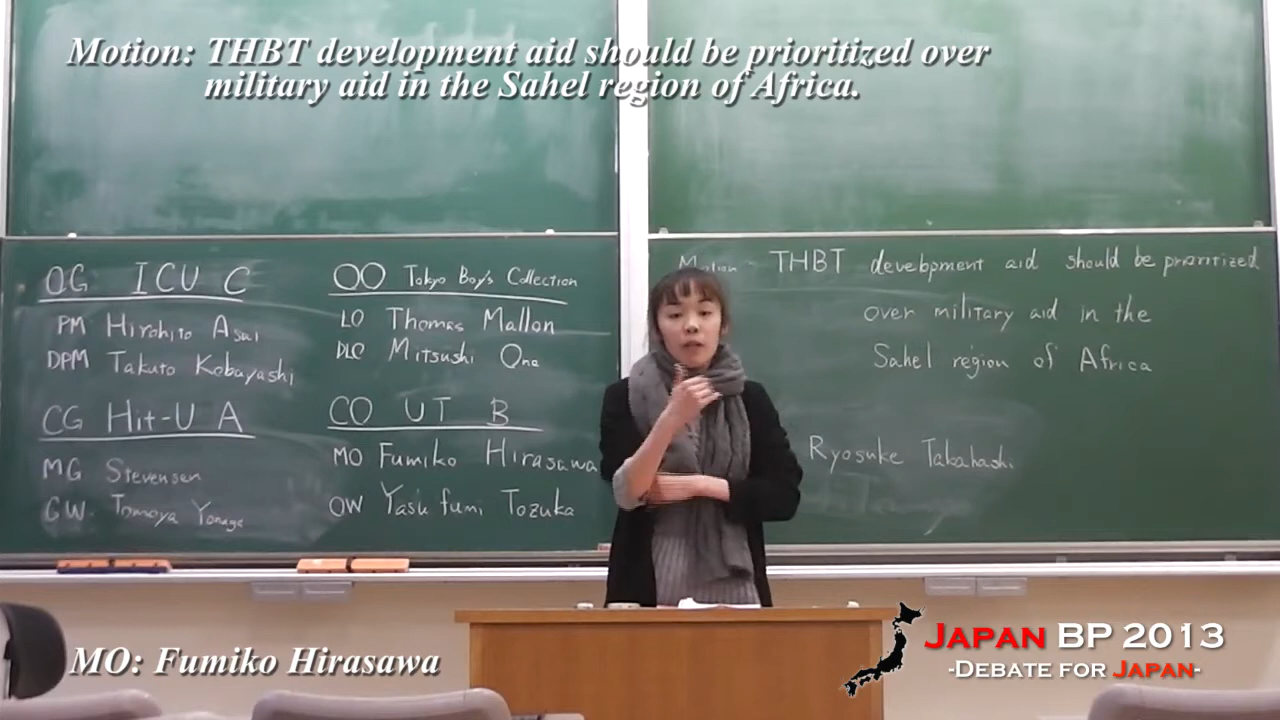 Motion: THBT development aid should be prioritized over
military aid in the Sahel region of Africa.
OG ICU C
PM Hirohito Asai
DPM Takuto Kobayashi
CG Hit-U A
MG Stevensen
GW. Tomoya Yonaga
OO Tokyo Boy's Collection
LO Thomas Mallon
DLO Mitsushi Ono
CO UT B
MO Fumiko Hirasawa
OW Yasufumi Tozuka
Motion THBT development aid should be prioritized
over military aid in the
Sahel region of Africa
Ryosuke Takahashi
MO: Fumiko Hirasawa
JAPAN BP 2013
-DEBATE FOR JAPAN-